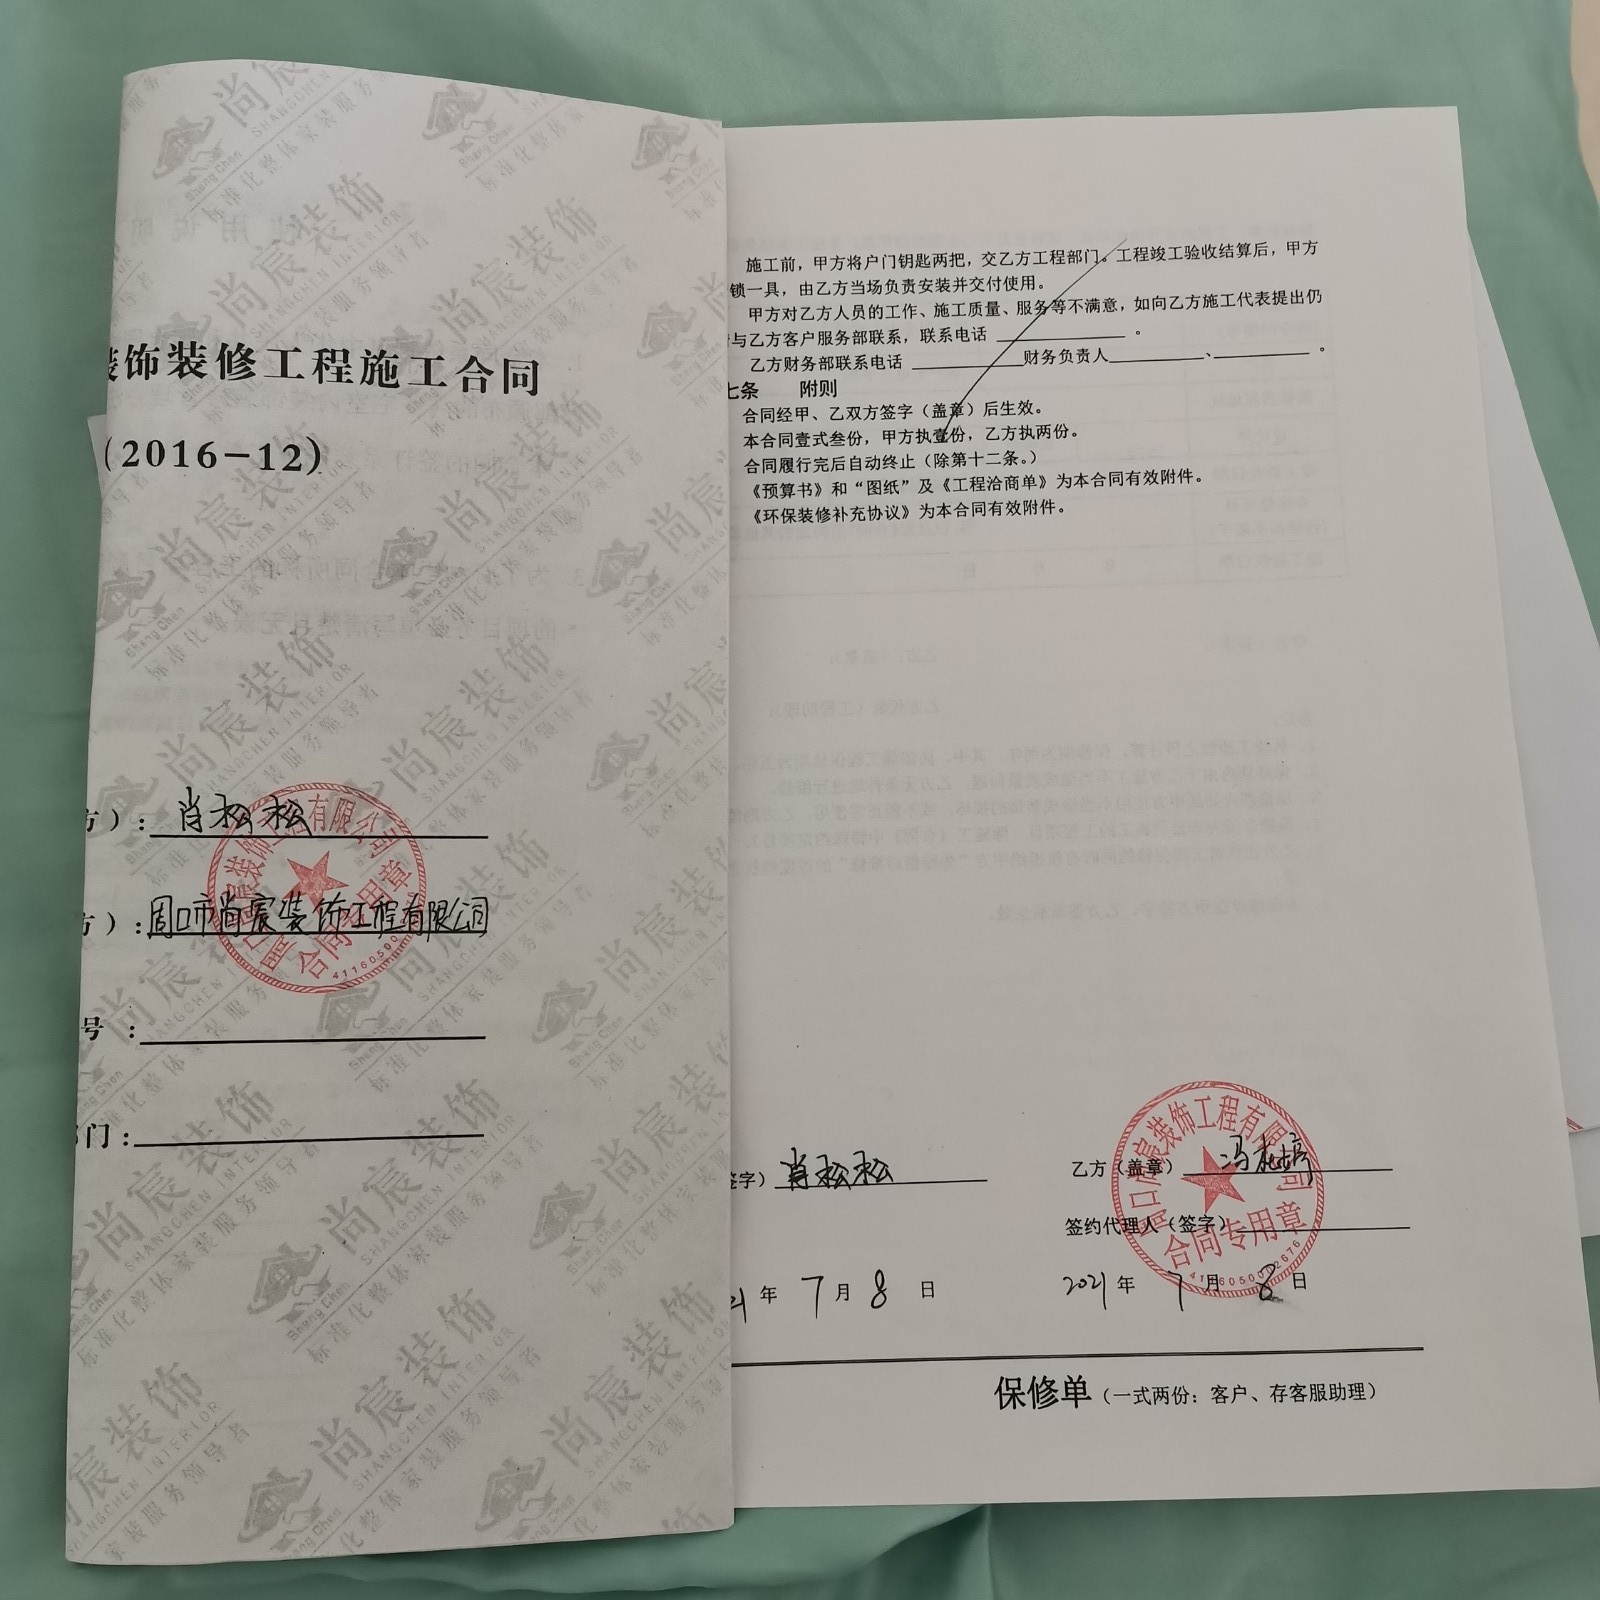 饰装修工程施工合同
(2016-12)
方）：肖松松
方）：周口市尚宸装饰工程有限公司
号：
门：
尚宸装饰
SHANGCHEN INTERIOR
标准化整体家装服务领导者
Shang Chen
施工前，甲方将户门钥匙两把，交乙方工程部门。工程竣工验收结算后，甲方
锁一具，由乙方当场负责安装并交付使用。
甲方对乙方人员的工作、施工质量、服务等不满意，如向乙方施工代表提出仍
与乙方客户服务部联系，联系电话 。
乙方财务部联系电话 财务负责人 、 。
七条 附则
合同经甲、乙双方签字（盖章）后生效。
本合同壹式叁份，甲方执壹份，乙方执两份。
合同履行完后自动终止（除第十二条。）
《预算书》和“图纸”及《工程洽商单》为本合同有效附件。
《环保装修补充协议》为本合同有效附件。
签字）肖松松
乙方（盖章）
签约代理人（签字）
年 7 月 8 日
2021 年 7 月 8 日
宸装饰工程有限公司
合同专用章
保修单（一式两份：客户、存客服助理）